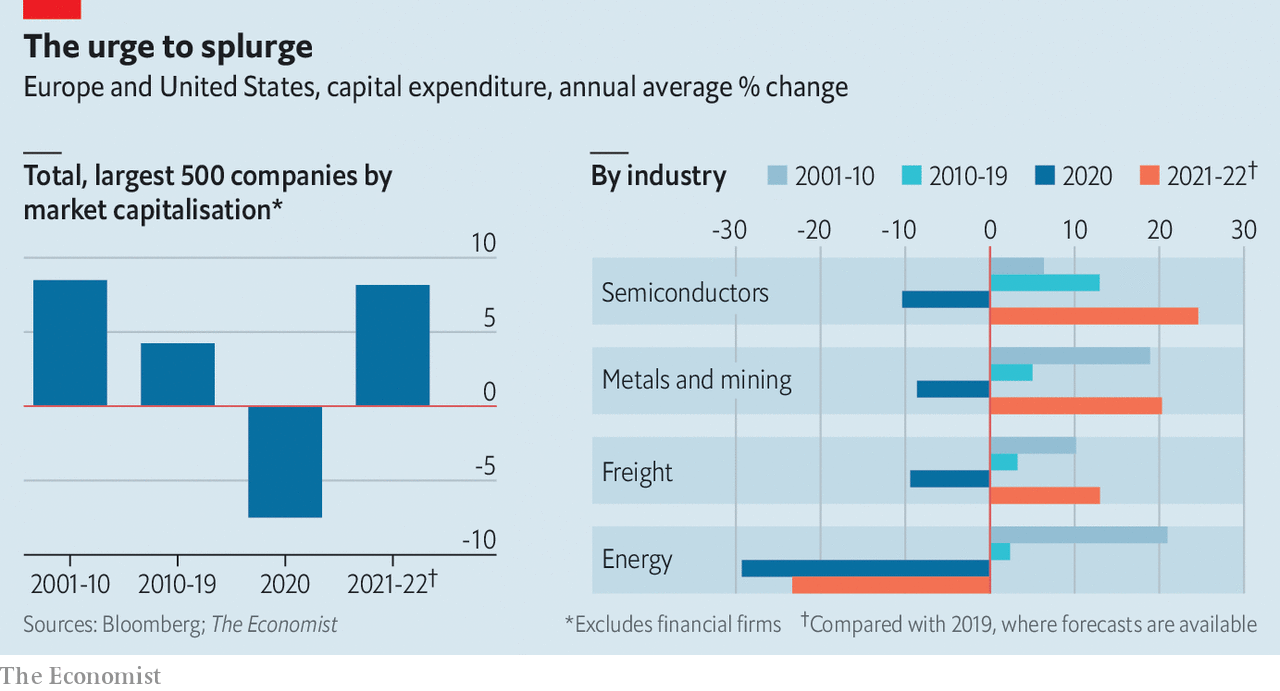 The urge to splurge
Europe and United States, capital expenditure, annual average % change
Total, largest 500 companies by
market capitalisation*
10
5
0
-5
-10
2001-10 2010-19 2020 2021-22†
By industry 2001-10 2010-19 2020 2021-22†
-30 -20 -10 0 10 20 30
Semiconductors
Metals and mining
Freight
Energy
Sources: Bloomberg; The Economist
*Excludes financial firms †Compared with 2019, where forecasts are available
The Economist